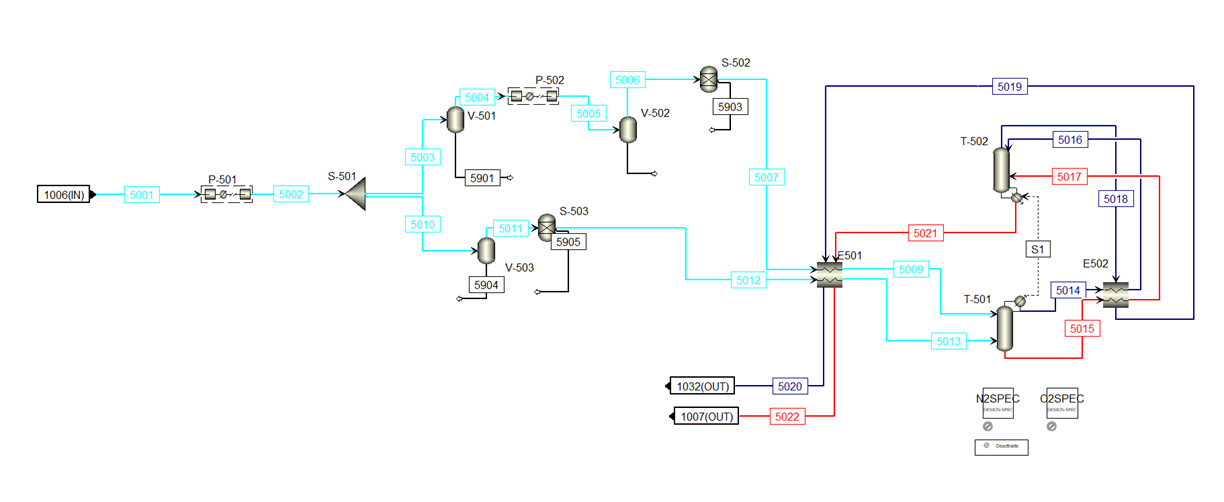 S-502
P-502
5006
5019
5004
5903
5005
V-501
V-502
T-502
5016
5003
P-501
S-501
5901
5007
5017
1006(IN)
5001
5002
5018
5010
S-503
5011
5021
5905
S1
V-503
E501
E502
5904
5012
5009
5014
T-501
5015
5013
1032(OUT)
5020
1007(OUT)
5022
N2SPEC
DESIGN-SPEC
O2SPEC
DESIGN-SPEC
Deactivate